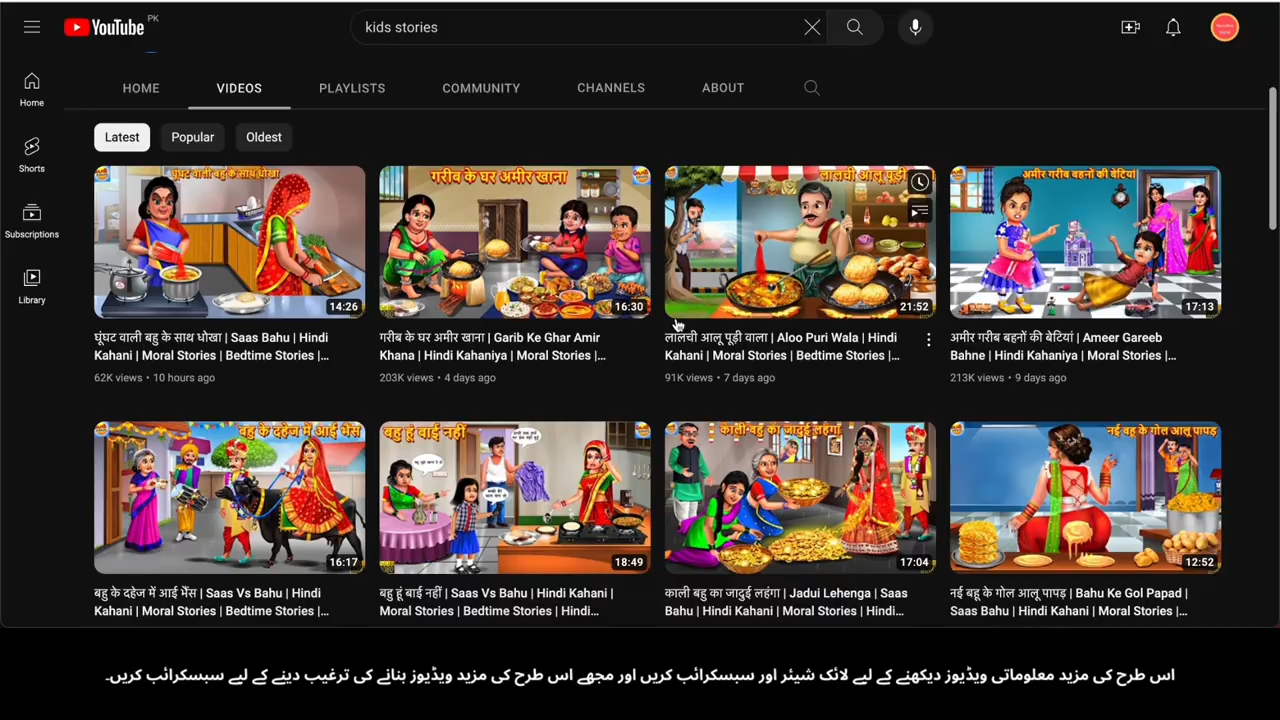 YouTube PK
kids stories
HOME VIDEOS PLAYLISTS COMMUNITY CHANNELS ABOUT
Home
Shorts
Subscriptions
Library
Latest Popular Oldest
घूंघट वाली बहु के साथ धोखा
14:26
गरीब के घर अमीर खाना
16:30
लालची आलू पूड़ी
21:52
अमीर गरीब बहनों की बेटियां
17:13
घूंघट वाली बहु के साथ धोखा | Saas Bahu | Hindi
Kahani | Moral Stories | Bedtime Stories |...
62K views • 10 hours ago
गरीब के घर अमीर खाना | Garib Ke Ghar Amir
Khana | Hindi Kahaniya | Moral Stories |...
203K views • 4 days ago
लालची आलू पूड़ी वाला | Aloo Puri Wala | Hindi
Kahani | Moral Stories | Bedtime Stories |...
91K views • 7 days ago
अमीर गरीब बहनों की बेटियां | Ameer Gareeb
Bahne | Hindi Kahaniya | Moral Stories |...
213K views • 9 days ago
बहु के दहेज में आई भैंस
16:17
बहु हूं बाई नहीं
18:49
काली बहु का जादुई लहंगा
17:04
नई बहु के गोल आलू पापड़
12:52
बहु के दहेज में आई भैंस | Saas Vs Bahu | Hindi
Kahani | Moral Stories | Bedtime Stories |...
बहु हूं बाई नहीं | Saas Vs Bahu | Hindi Kahani |
Moral Stories | Bedtime Stories | Hindi...
काली बहु का जादुई लहंगा | Jadui Lehenga | Saas
Bahu | Hindi Kahani | Moral Stories | Hindi...
नई बहू के गोल आलू पापड़ | Bahu Ke Gol Papad |
Saas Bahu | Hindi Kahani | Moral Stories |...
اس طرح کی مزید معلوماتی ویڈیوز دیکھنے کے لیے لائک شیئر اور سبسکرائب کریں اور مجھے اس طرح کی مزید ویڈیوز بنانے کی ترغیب دینے کے لیے سبسکرائب کریں۔